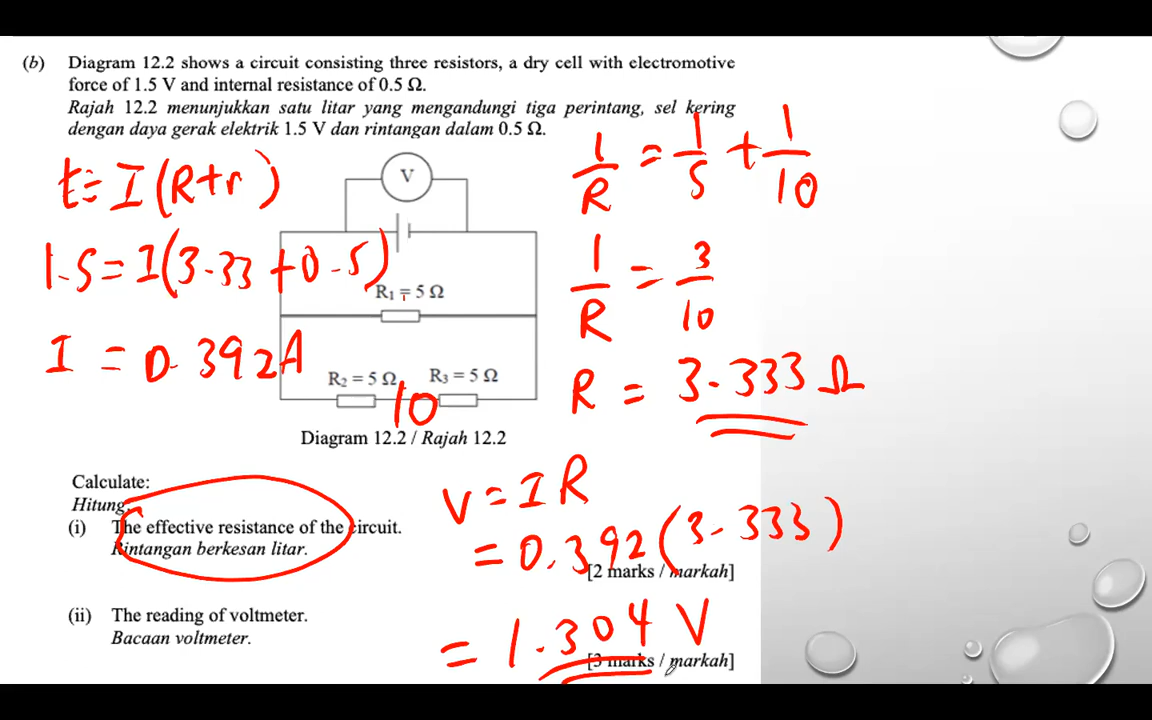 (b) Diagram 12.2 shows a circuit consisting three resistors, a dry cell with electromotive
force of 1.5 V and internal resistance of 0.5 Ω.
Rajah 12.2 menunjukkan satu litar yang mengandungi tiga perintang, sel kering
dengan daya gerak elektrik 1.5 V dan rintangan dalam 0.5 Ω.
1/R = 1/5 + 1/10
= I(R+r)
V
1.5 = I(3.33 + 0.5)
1/R = 3/10
R₁ = 5 Ω
I = 0.392A
R₂ = 5 Ω R₃ = 5 Ω
10
R = 3.333 Ω
Diagram 12.2 / Rajah 12.2
Calculate:
Hitung
V = IR
(i) The effective resistance of the circuit.
Rintangan berkesan litar.
= 0.392(3.333)
[2 marks / markah]
(ii) The reading of voltmeter.
Bacaan voltmeter.
= 1.304 V
[3 marks / markah]